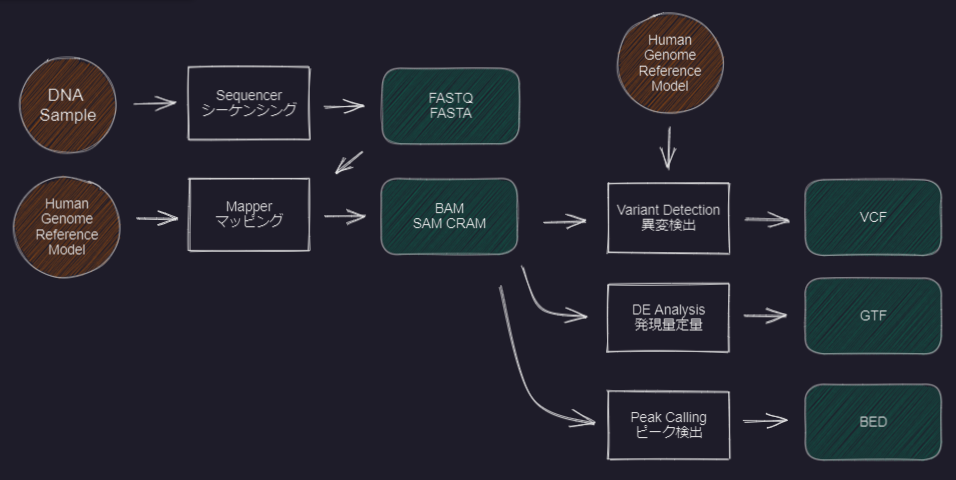 DNA
Sample
Sequencer
シーケンシング
FASTQ
FASTA
Human
Genome
Reference
Model
Human
Genome
Reference
Model
Mapper
マッピング
BAM
SAM CRAM
Variant Detection
異変検出
VCF
DE Analysis
発現量定量
GTF
Peak Calling
ピーク検出
BED